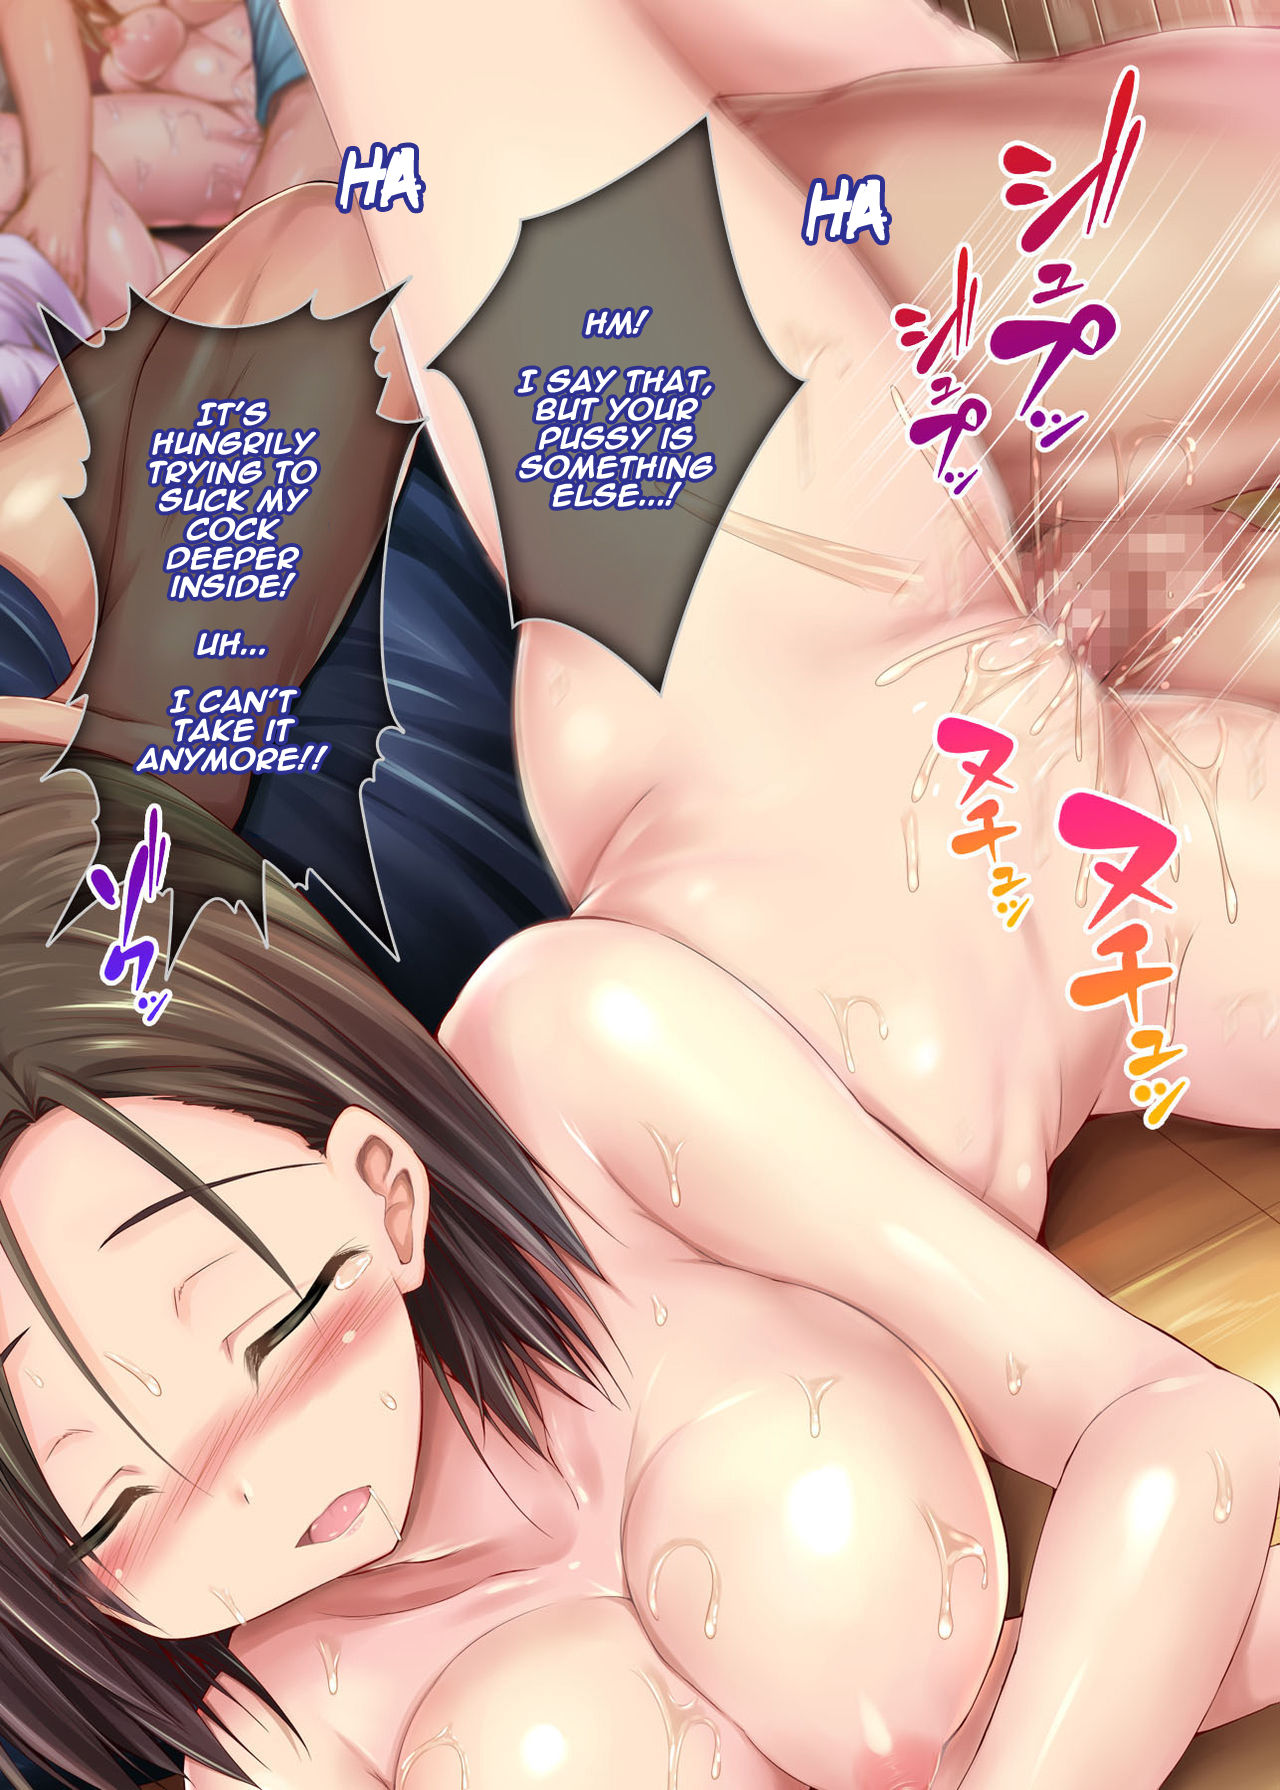 HA
HA
HM!
I SAY THAT,
BUT YOUR
PUSSY IS
SOMETHING
ELSE...!
IT'S
HUNGRILY
TRYING TO
SUCK MY
COCK
DEEPER
INSIDE!
UH...
I CAN'T
TAKE IT
ANYMORE!!
ジュプッ
ジュプッ
ヌチュッ
ヌチュッ